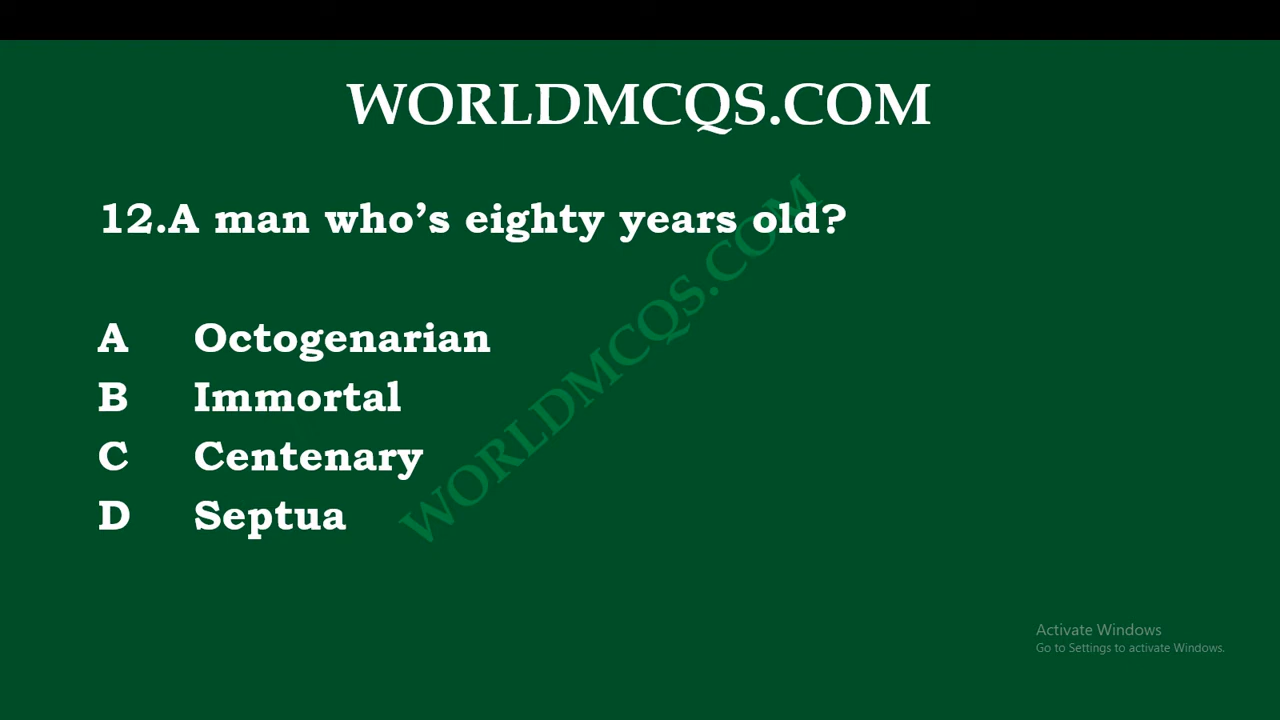 WORLDMCQS.COM
12.A man who’s eighty years old?
A Octogenarian
B Immortal
C Centenary
D Septua
WORLDMCQS.COM
Activate Windows
Go to Settings to activate Windows.